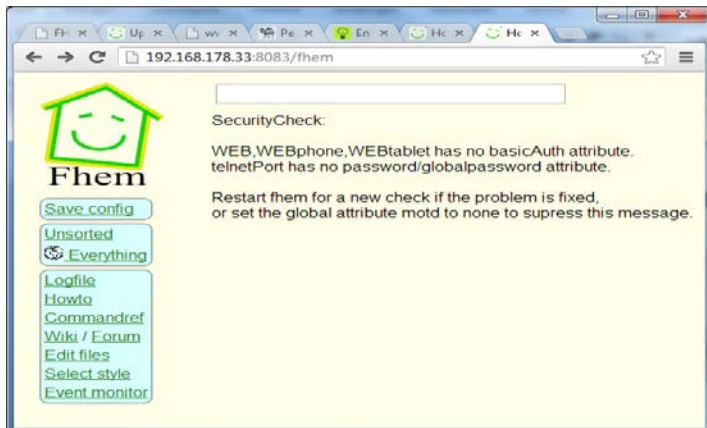 FH
Up
wv
Pe
En
Hc
Hc
192.168.178.33:8083/fhem
Fhem
Save config
Unsorted
Everything
Logfile
Howto
Commandref
Wiki / Forum
Edit files
Select style
Event monitor
SecurityCheck:
WEB,WEBphone,WEBtablet has no basicAuth attribute.
telnetPort has no password/globalpassword attribute.
Restart fhem for a new check if the problem is fixed,
or set the global attribute motd to none to supress this message.